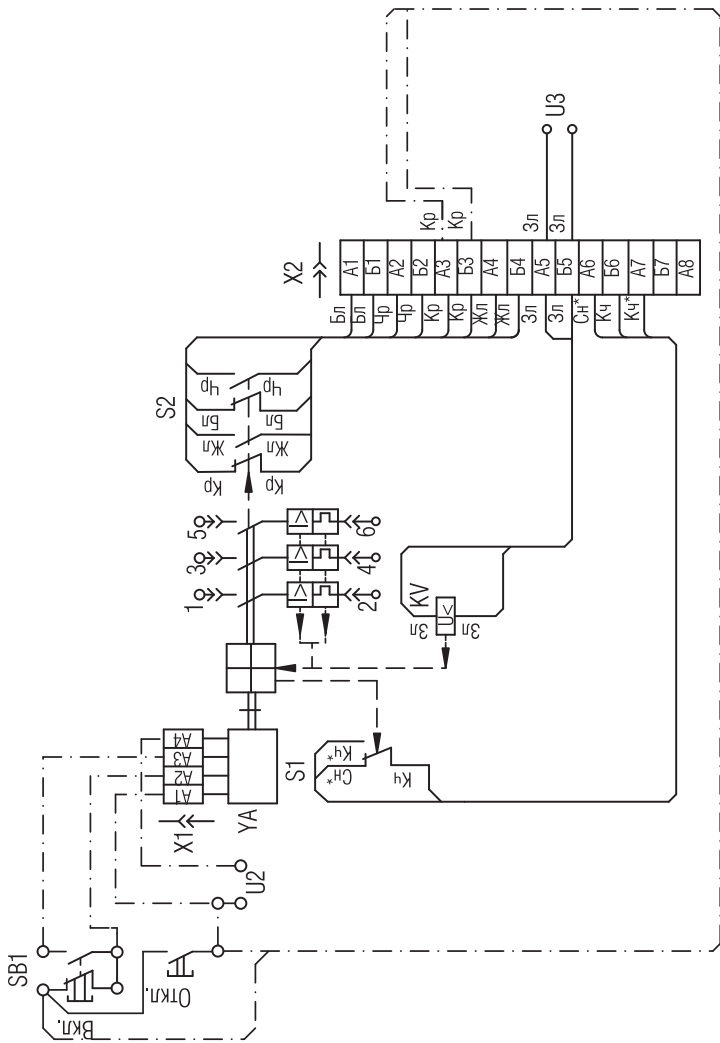 SB1
Вкл.
Откл.
X1
А1
А2
А3
А4
YA
U2
S1
Сн*
Кч*
Кч
1
3
5
I>
I>
I>
2
4
6
KV
U<
Зл
Зл
S2
Кр
Жл
Бл
Чр
Кр
Жл
Бл
Чр
X2
Бл
Бл
Чр
Чр
Кр
Кр
Жл
Жл
Зл
Зл
Сн*
Кч
Кч*
А1
Б1
А2
Б2
А3
Б3
А4
Б4
А5
Б5
А6
Б6
А7
Б7
А8
Кр
Кр
Зл
Зл
U3